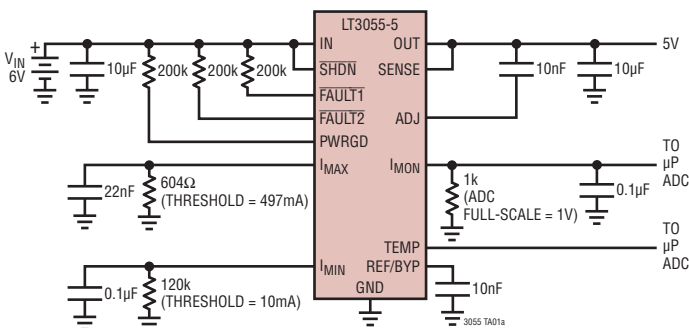 LT3055-5
IN OUT 5V
+
V_IN
6V
10µF 200k 200k 200k
SHDN SENSE
10nF 10µF
FAULT1
FAULT2 ADJ
PWRGD
I_MAX I_MON
TO
µP
ADC
22nF 604Ω
(THRESHOLD = 497mA)
1k
(ADC
FULL-SCALE = 1V)
0.1µF
TEMP
TO
µP
ADC
I_MIN REF/BYP
0.1µF 120k
(THRESHOLD = 10mA)
10nF
GND
3055 TA01a